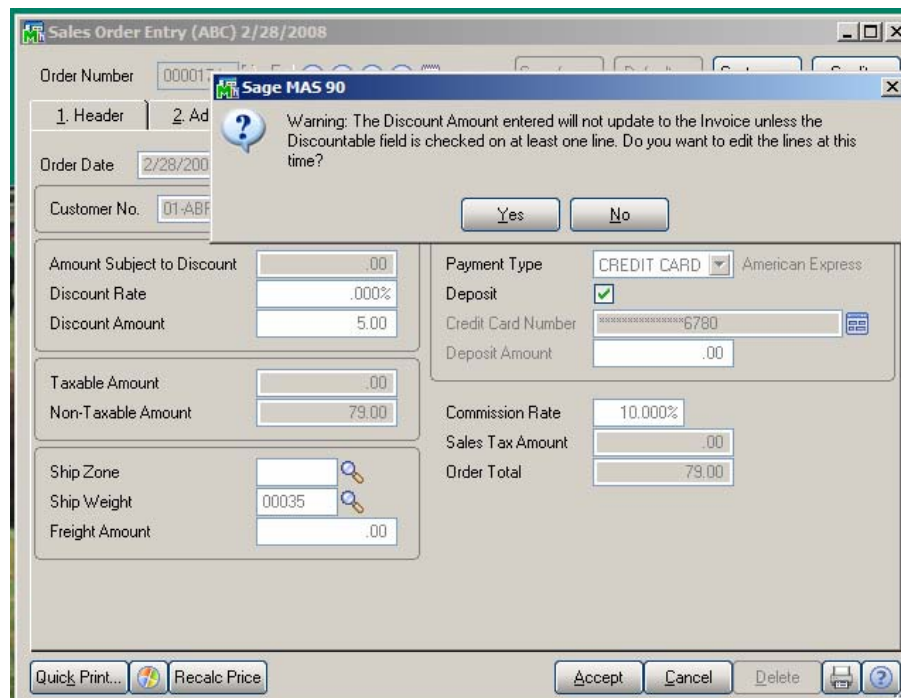 Sales Order Entry (ABC) 2/28/2008
Order Number
Sage MAS 90
1. Header
2. Ad
Warning: The Discount Amount entered will not update to the Invoice unless the
Discountable field is checked on at least one line. Do you want to edit the lines at this
time?
Order Date 2/28/200
Yes No
Customer No. 01-ABF
Amount Subject to Discount .00
Discount Rate .000%
Discount Amount 5.00
Payment Type CREDIT CARD American Express
Deposit
Credit Card Number **************6780
Deposit Amount .00
Taxable Amount .00
Non-Taxable Amount 79.00
Commission Rate 10.000%
Sales Tax Amount .00
Order Total 79.00
Ship Zone
Ship Weight 00035
Freight Amount .00
Quick Print... Recalc Price Accept Cancel Delete